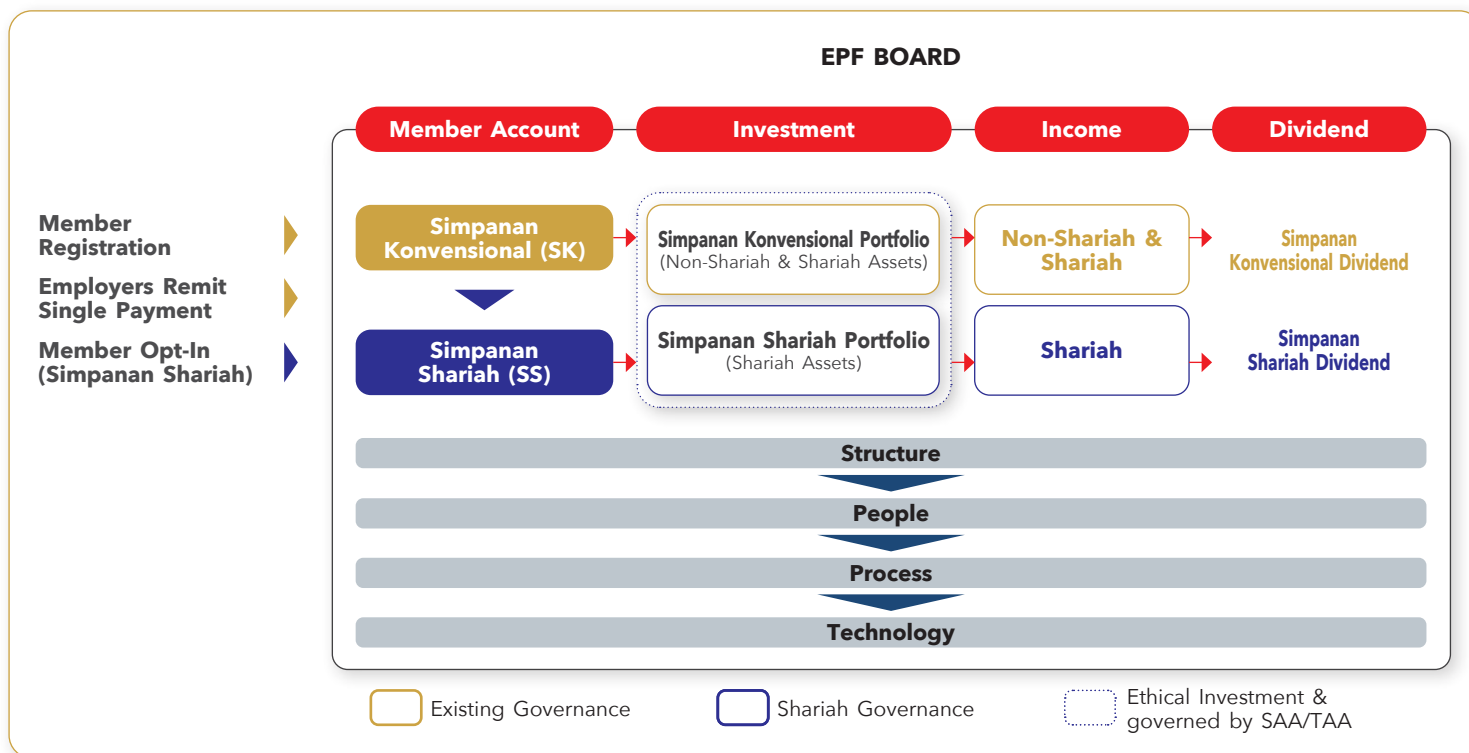 EPF BOARD
Member Account
Investment
Income
Dividend
Member
Registration
Employers Remit
Single Payment
Member Opt-In
(Simpanan Shariah)
Simpanan
Konvensional (SK)
Simpanan Konvensional Portfolio
(Non-Shariah & Shariah Assets)
Non-Shariah &
Shariah
Simpanan
Konvensional Dividend
Simpanan
Shariah (SS)
Simpanan Shariah Portfolio
(Shariah Assets)
Shariah
Simpanan
Shariah Dividend
Structure
People
Process
Technology
Existing Governance
Shariah Governance
Ethical Investment &
governed by SAA/TAA